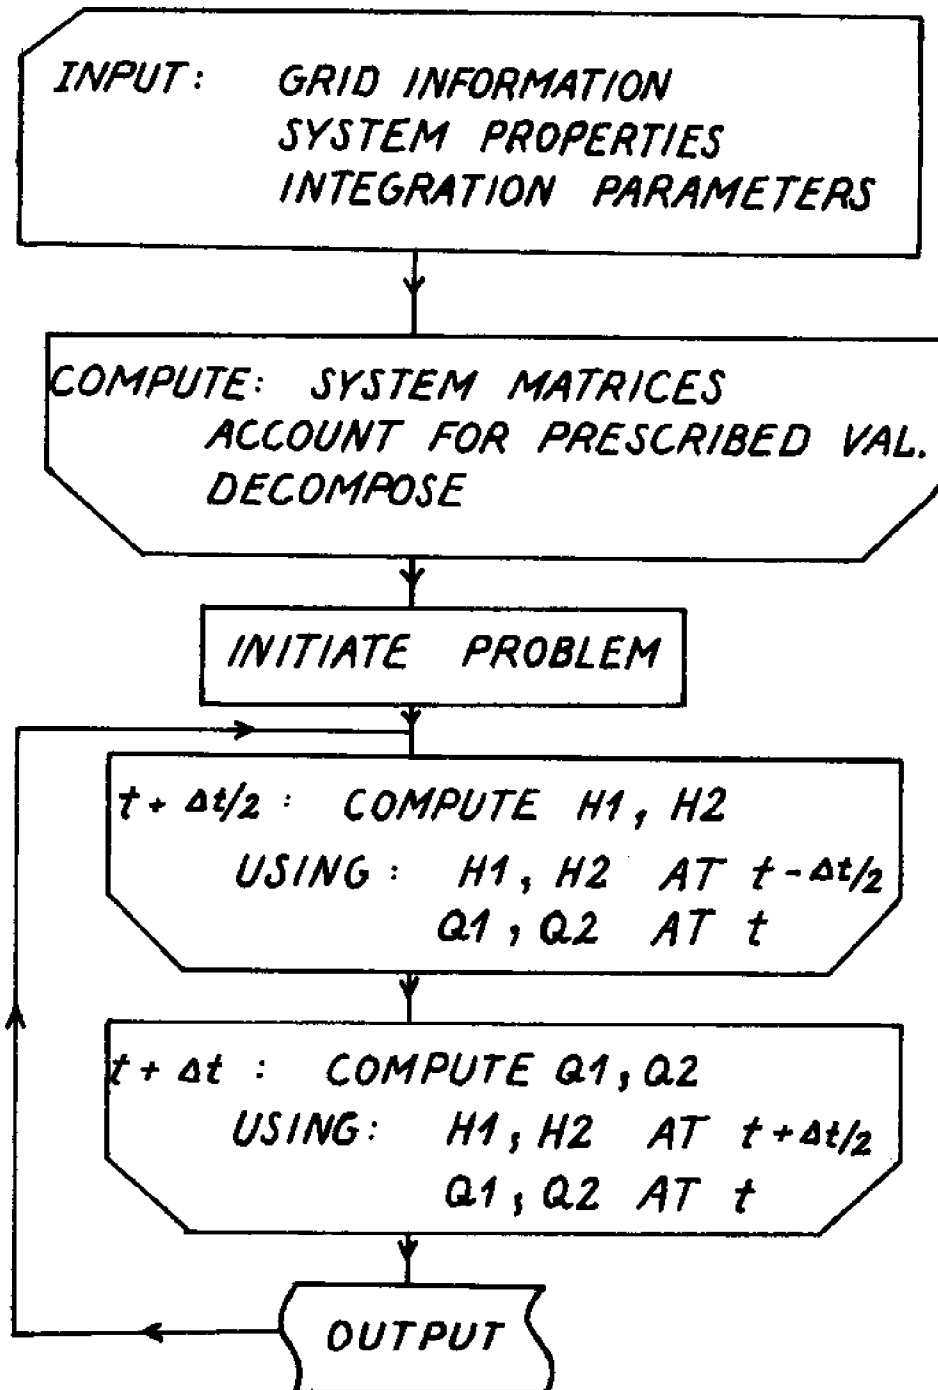 INPUT: GRID INFORMATION
SYSTEM PROPERTIES
INTEGRATION PARAMETERS
COMPUTE: SYSTEM MATRICES
ACCOUNT FOR PRESCRIBED VAL.
DECOMPOSE
INITIATE PROBLEM
t + Δt/2 : COMPUTE H1, H2
USING: H1, H2 AT t - Δt/2
Q1, Q2 AT t
t + Δt : COMPUTE Q1, Q2
USING: H1, H2 AT t + Δt/2
Q1, Q2 AT t
OUTPUT